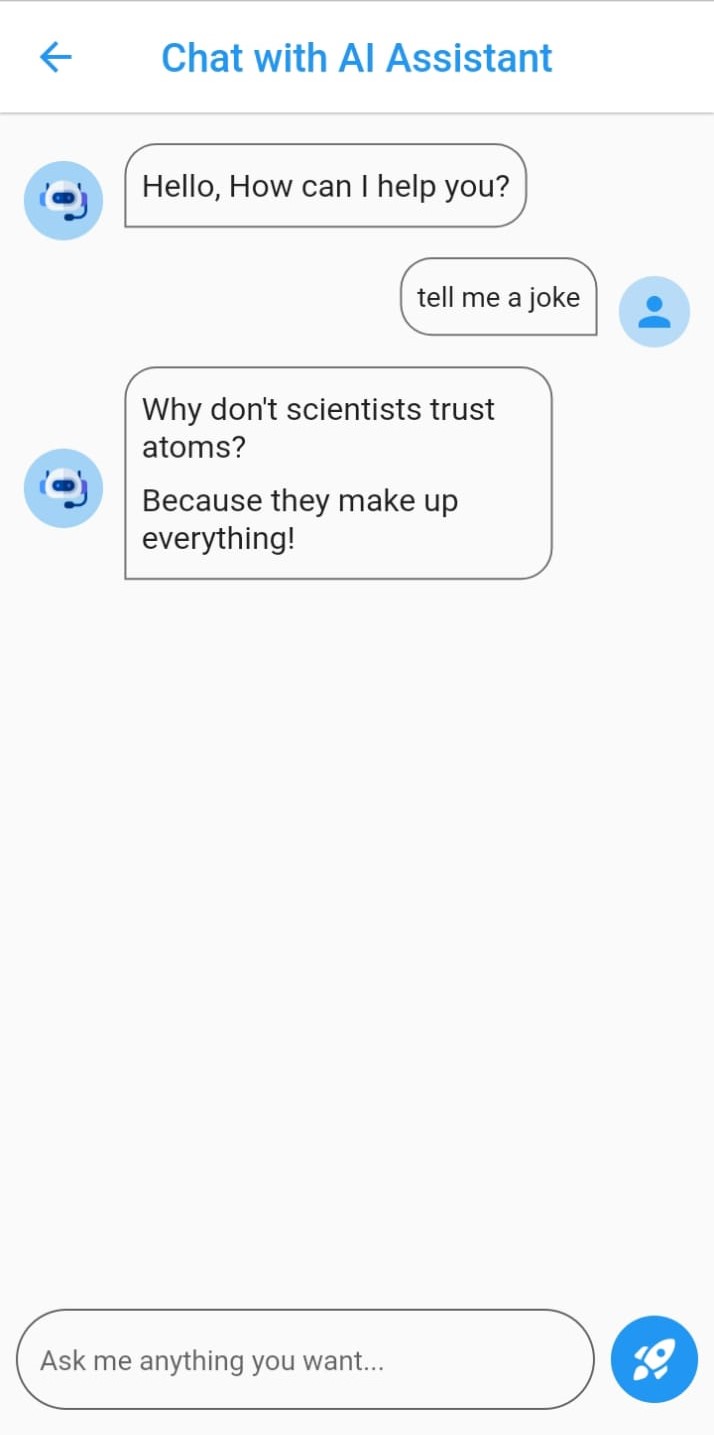 Chat with AI Assistant
Hello, How can I help you?
tell me a joke
Why don't scientists trust
atoms?
Because they make up
everything!
Ask me anything you want...